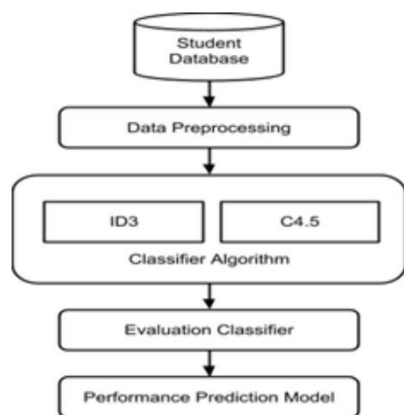 Student
Database
Data Preprocessing
ID3
C4.5
Classifier Algorithm
Evaluation Classifier
Performance Prediction Model